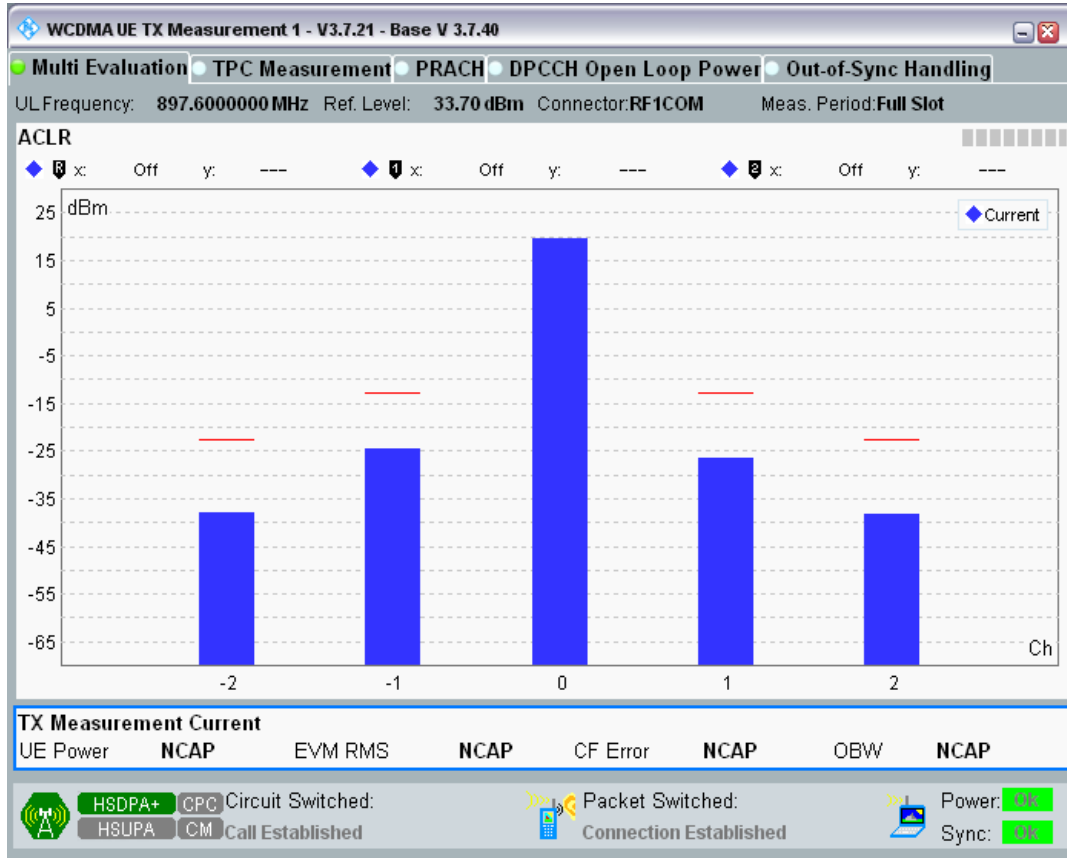 WCDMA UE TX Measurement 1 - V3.7.21 - Base V 3.7.40
Multi Evaluation TPC Measurement PRACH DPCCH Open Loop Power Out-of-Sync Handling
UL Frequency: 897.6000000 MHz Ref. Level: 33.70 dBm Connector:RF1COM Meas. Period:Full Slot
ACLR
R x: Off y: --- 1 x: Off y: --- 2 x: Off y: ---
dBm
Current
25
15
5
-5
-15
-25
-35
-45
-55
-65
Ch
-2 -1 0 1 2
TX Measurement Current
UE Power NCAP EVM RMS NCAP CF Error NCAP OBW NCAP
HSDPA+ CPC Circuit Switched: Packet Switched: Power: Ok
HSUPA CM Call Established Connection Established Sync: Ok